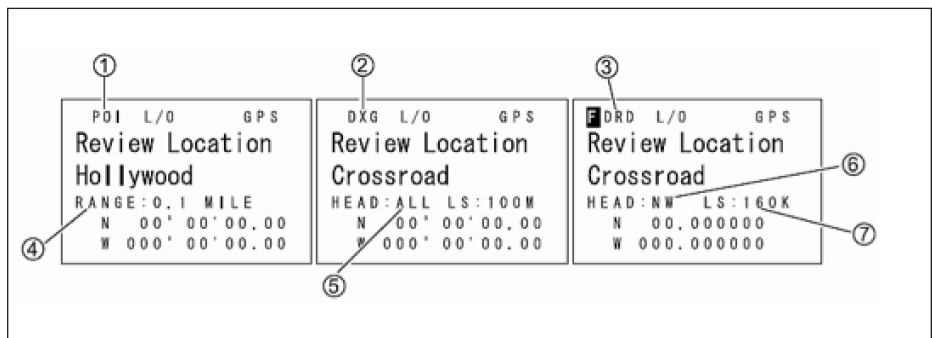 ① ② ③
POI L/O GPS
Review Location
Hollywood
RANGE:0.1 MILE
N 00° 00'00.00
W 000° 00'00.00
DXG L/O GPS
Review Location
Crossroad
HEAD:ALL LS:100M
N 00° 00'00.00
W 000° 00'00.00
F DRD L/O GPS
Review Location
Crossroad
HEAD:NW LS:160K
N 00.000000
W 000.000000
④ ⑤ ⑥ ⑦